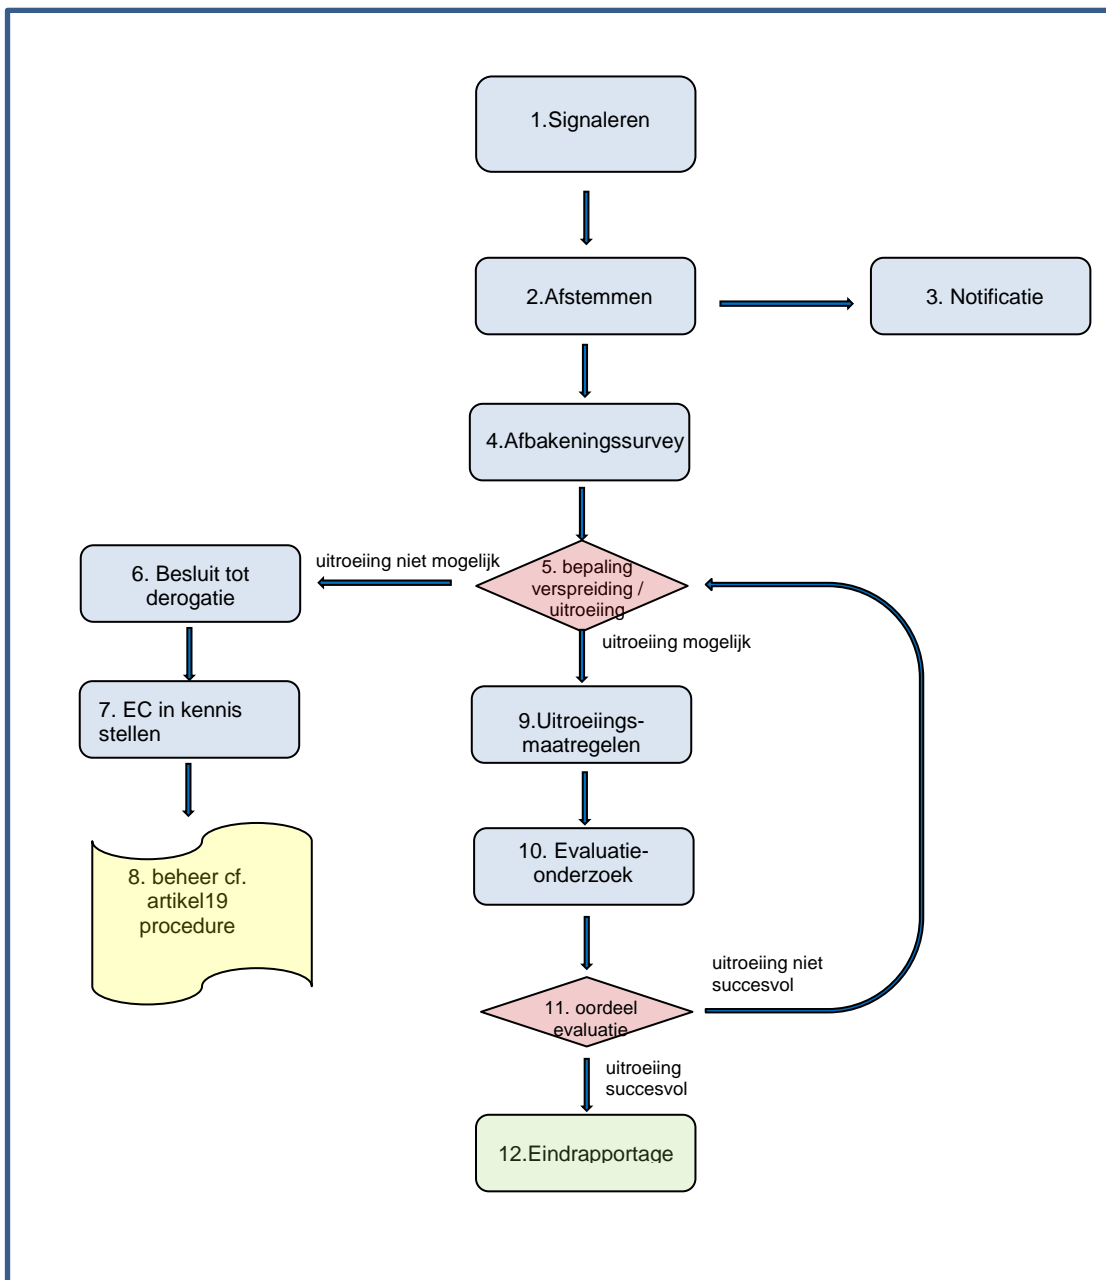 1.Signaleren
2.Afstemmen
3. Notificatie
4.Afbakeningssurvey
uitroeiing niet mogelijk
5. bepaling
verspreiding /
uitroeiing
6. Besluit tot
derogatie
uitroeiing mogelijk
7. EC in kennis
stellen
9.Uitroeiings-
maatregelen
8. beheer cf.
artikel19
procedure
10. Evaluatie-
onderzoek
uitroeiing niet
succesvol
11. oordeel
evaluatie
uitroeiing
succesvol
12.Eindrapportage